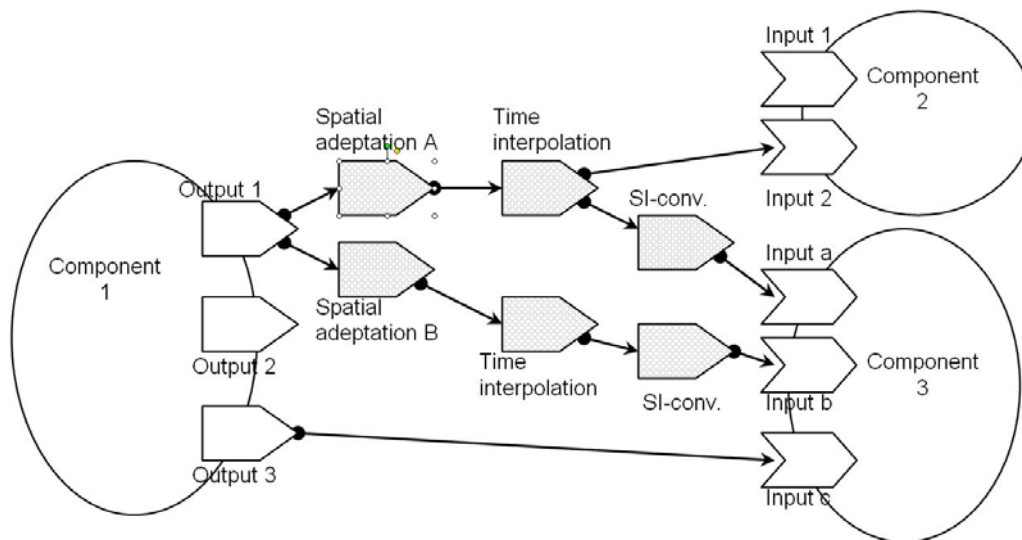 Input 1
Component
2
Spatial
adeptation A
Time
interpolation
Output 1
SI-conv.
Input 2
Component
1
Input a
Spatial
adeptation B
Output 2
Time
interpolation
SI-conv.
Component
3
Input b
Output 3
Input c